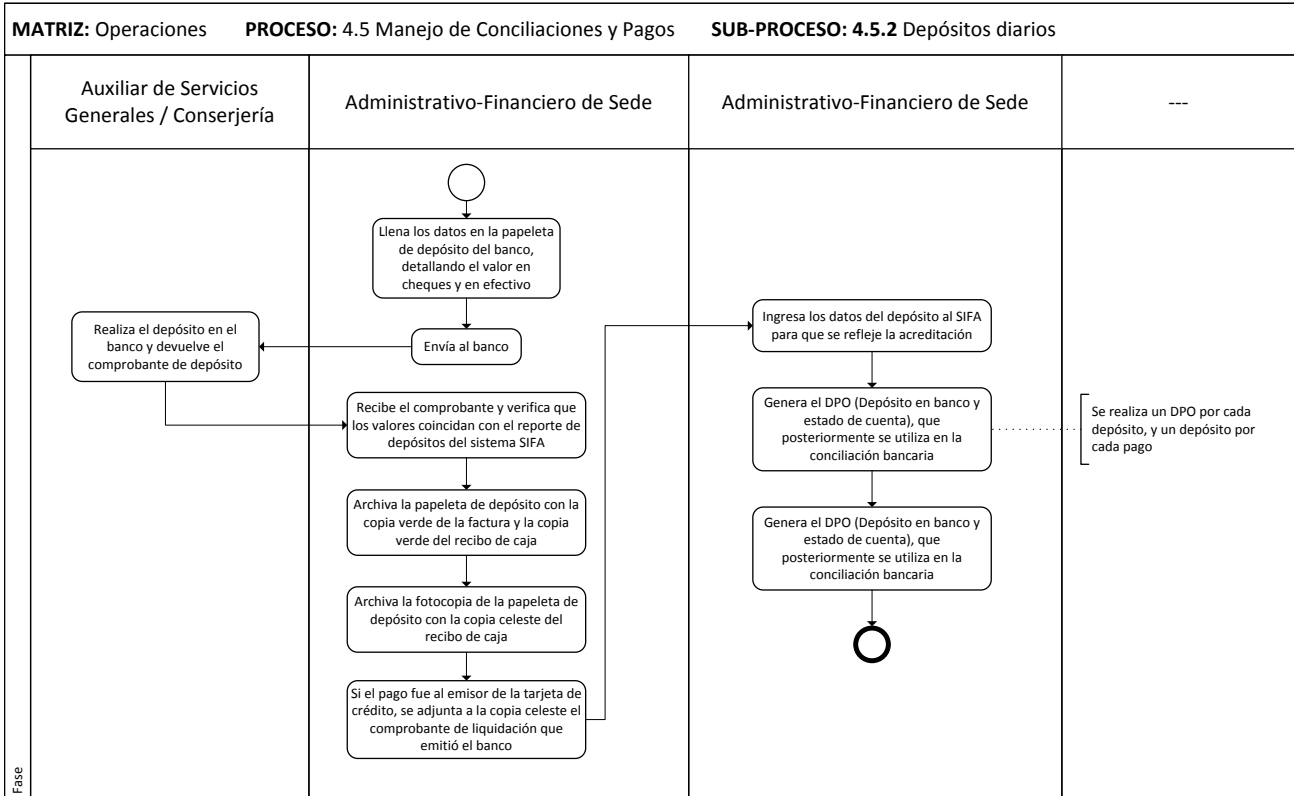 MATRIZ: Operaciones PROCESO: 4.5 Manejo de Conciliaciones y Pagos SUB-PROCESO: 4.5.2 Depósitos diarios
Auxiliar de Servicios
Generales / Conserjería
Administrativo-Financiero de Sede
Administrativo-Financiero de Sede
---
Llena los datos en la papeleta
de depósito del banco,
detallando el valor en
cheques y en efectivo
Envía al banco
Realiza el depósito en el
banco y devuelve el
comprobante de depósito
Recibe el comprobante y verifica que
los valores coincidan con el reporte de
depósitos del sistema SIFA
Archiva la papeleta de depósito con la
copia verde de la factura y la copia
verde del recibo de caja
Archiva la fotocopia de la papeleta de
depósito con la copia celeste del
recibo de caja
Si el pago fue al emisor de la tarjeta de
crédito, se adjunta a la copia celeste el
comprobante de liquidación que
emitió el banco
Ingresa los datos del depósito al SIFA
para que se refleje la acreditación
Genera el DPO (Depósito en banco y
estado de cuenta), que
posteriormente se utiliza en la
conciliación bancaria
Se realiza un DPO por cada
depósito, y un depósito por
cada pago
Genera el DPO (Depósito en banco y
estado de cuenta), que
posteriormente se utiliza en la
conciliación bancaria
Fase